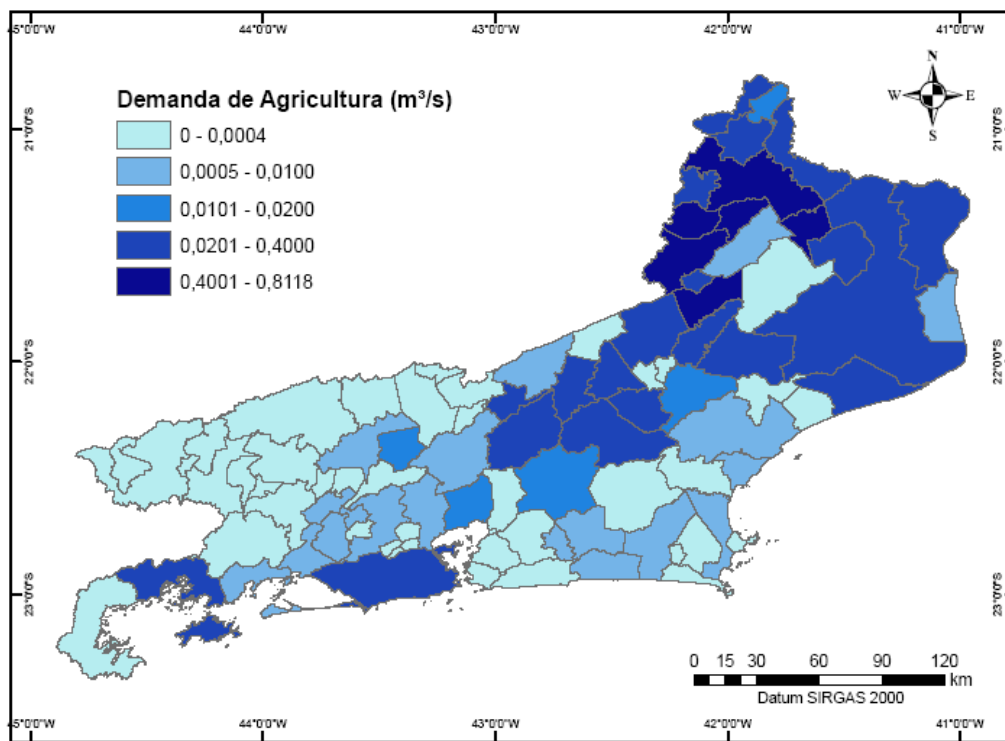 45°0'0"W 44°0'0"W 43°0'0"W 42°0'0"W 41°0'0"W
N
W E
S
Demanda de Agricultura (m³/s)
0 - 0,0004
0,0005 - 0,0100
0,0101 - 0,0200
0,0201 - 0,4000
0,4001 - 0,8118
21°0'0"S 21°0'0"S
22°0'0"S 22°0'0"S
23°0'0"S 23°0'0"S
0 15 30 60 90 120
km
Datum SIRGAS 2000
45°0'0"W 44°0'0"W 43°0'0"W 42°0'0"W 41°0'0"W